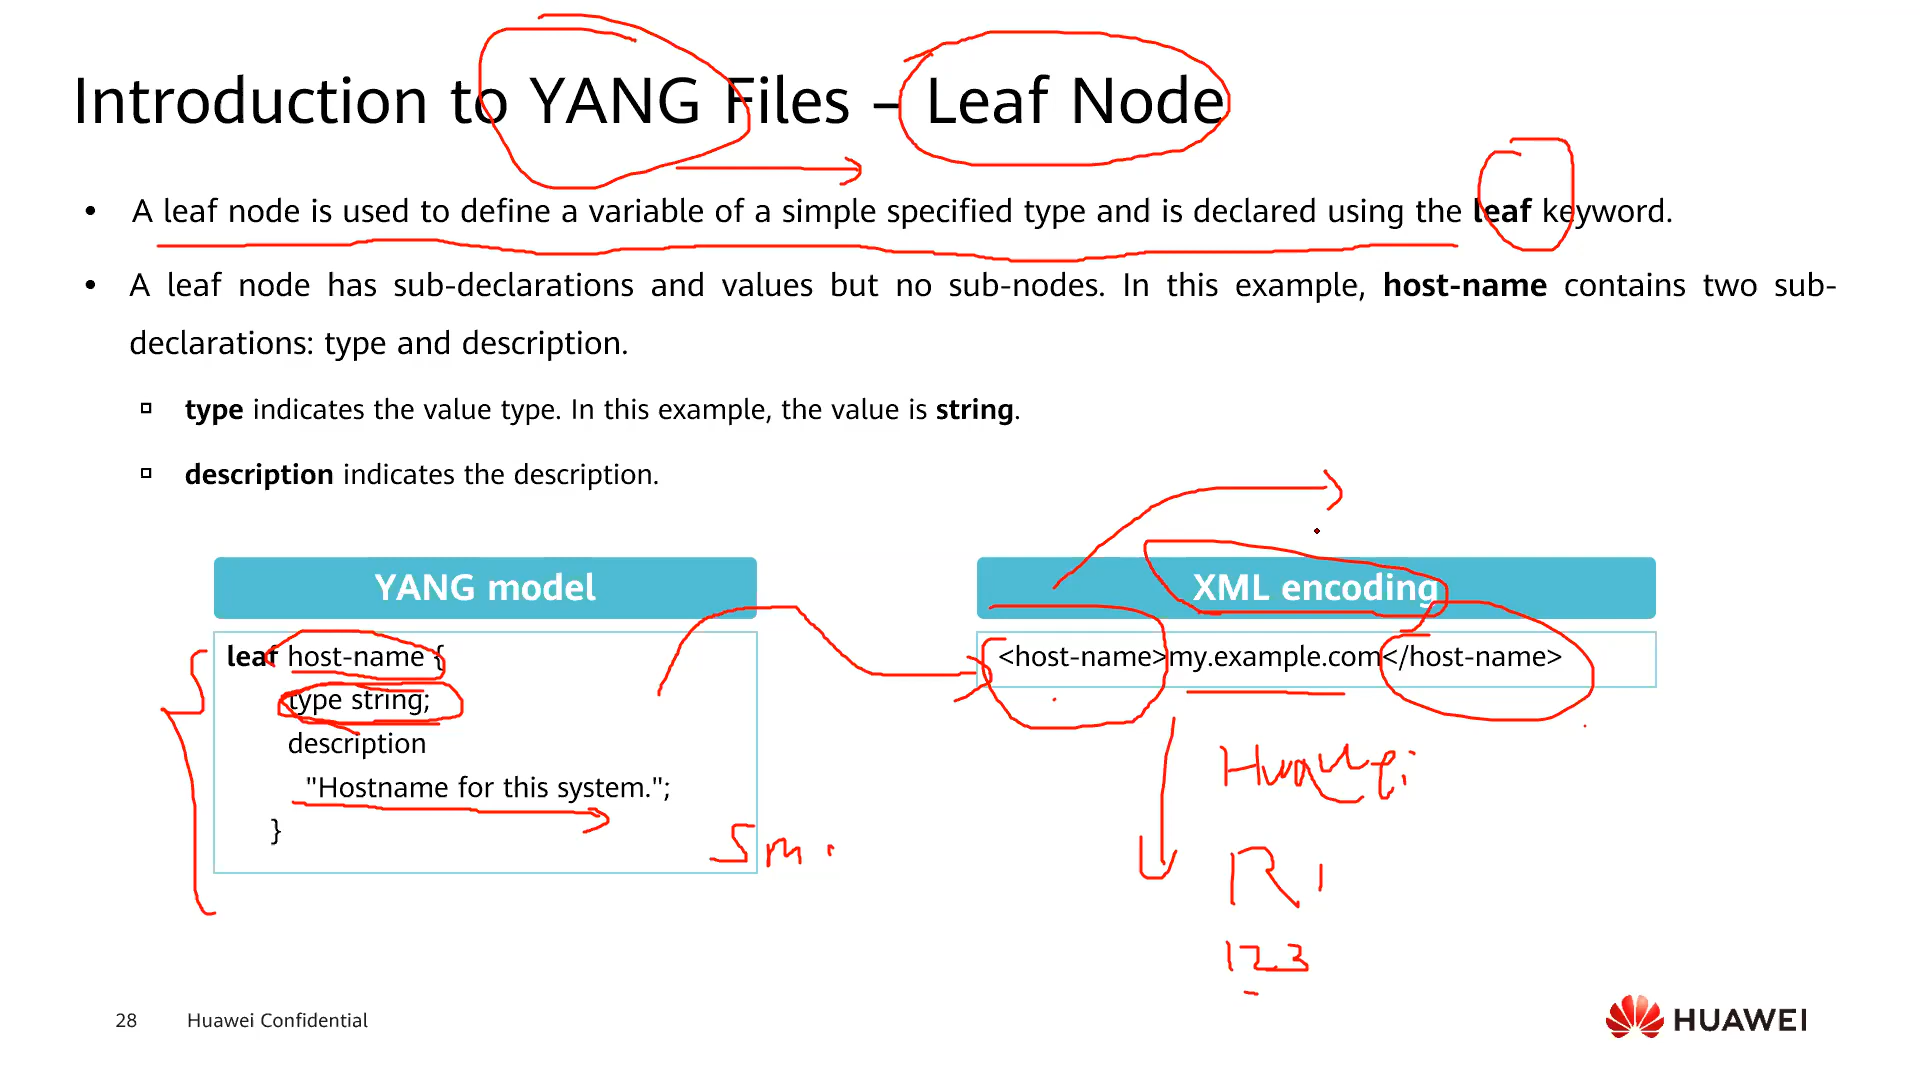 Introduction to YANG Files – Leaf Node
• A leaf node is used to define a variable of a simple specified type and is declared using the leaf keyword.
• A leaf node has sub-declarations and values but no sub-nodes. In this example, host-name contains two sub-
declarations: type and description.
▫ type indicates the value type. In this example, the value is string.
▫ description indicates the description.
YANG model
leaf host-name {
type string;
description
"Hostname for this system.";
}
XML encoding
<host-name>my.example.com</host-name>
Huawei
R1
123
28 Huawei Confidential
HUAWEI